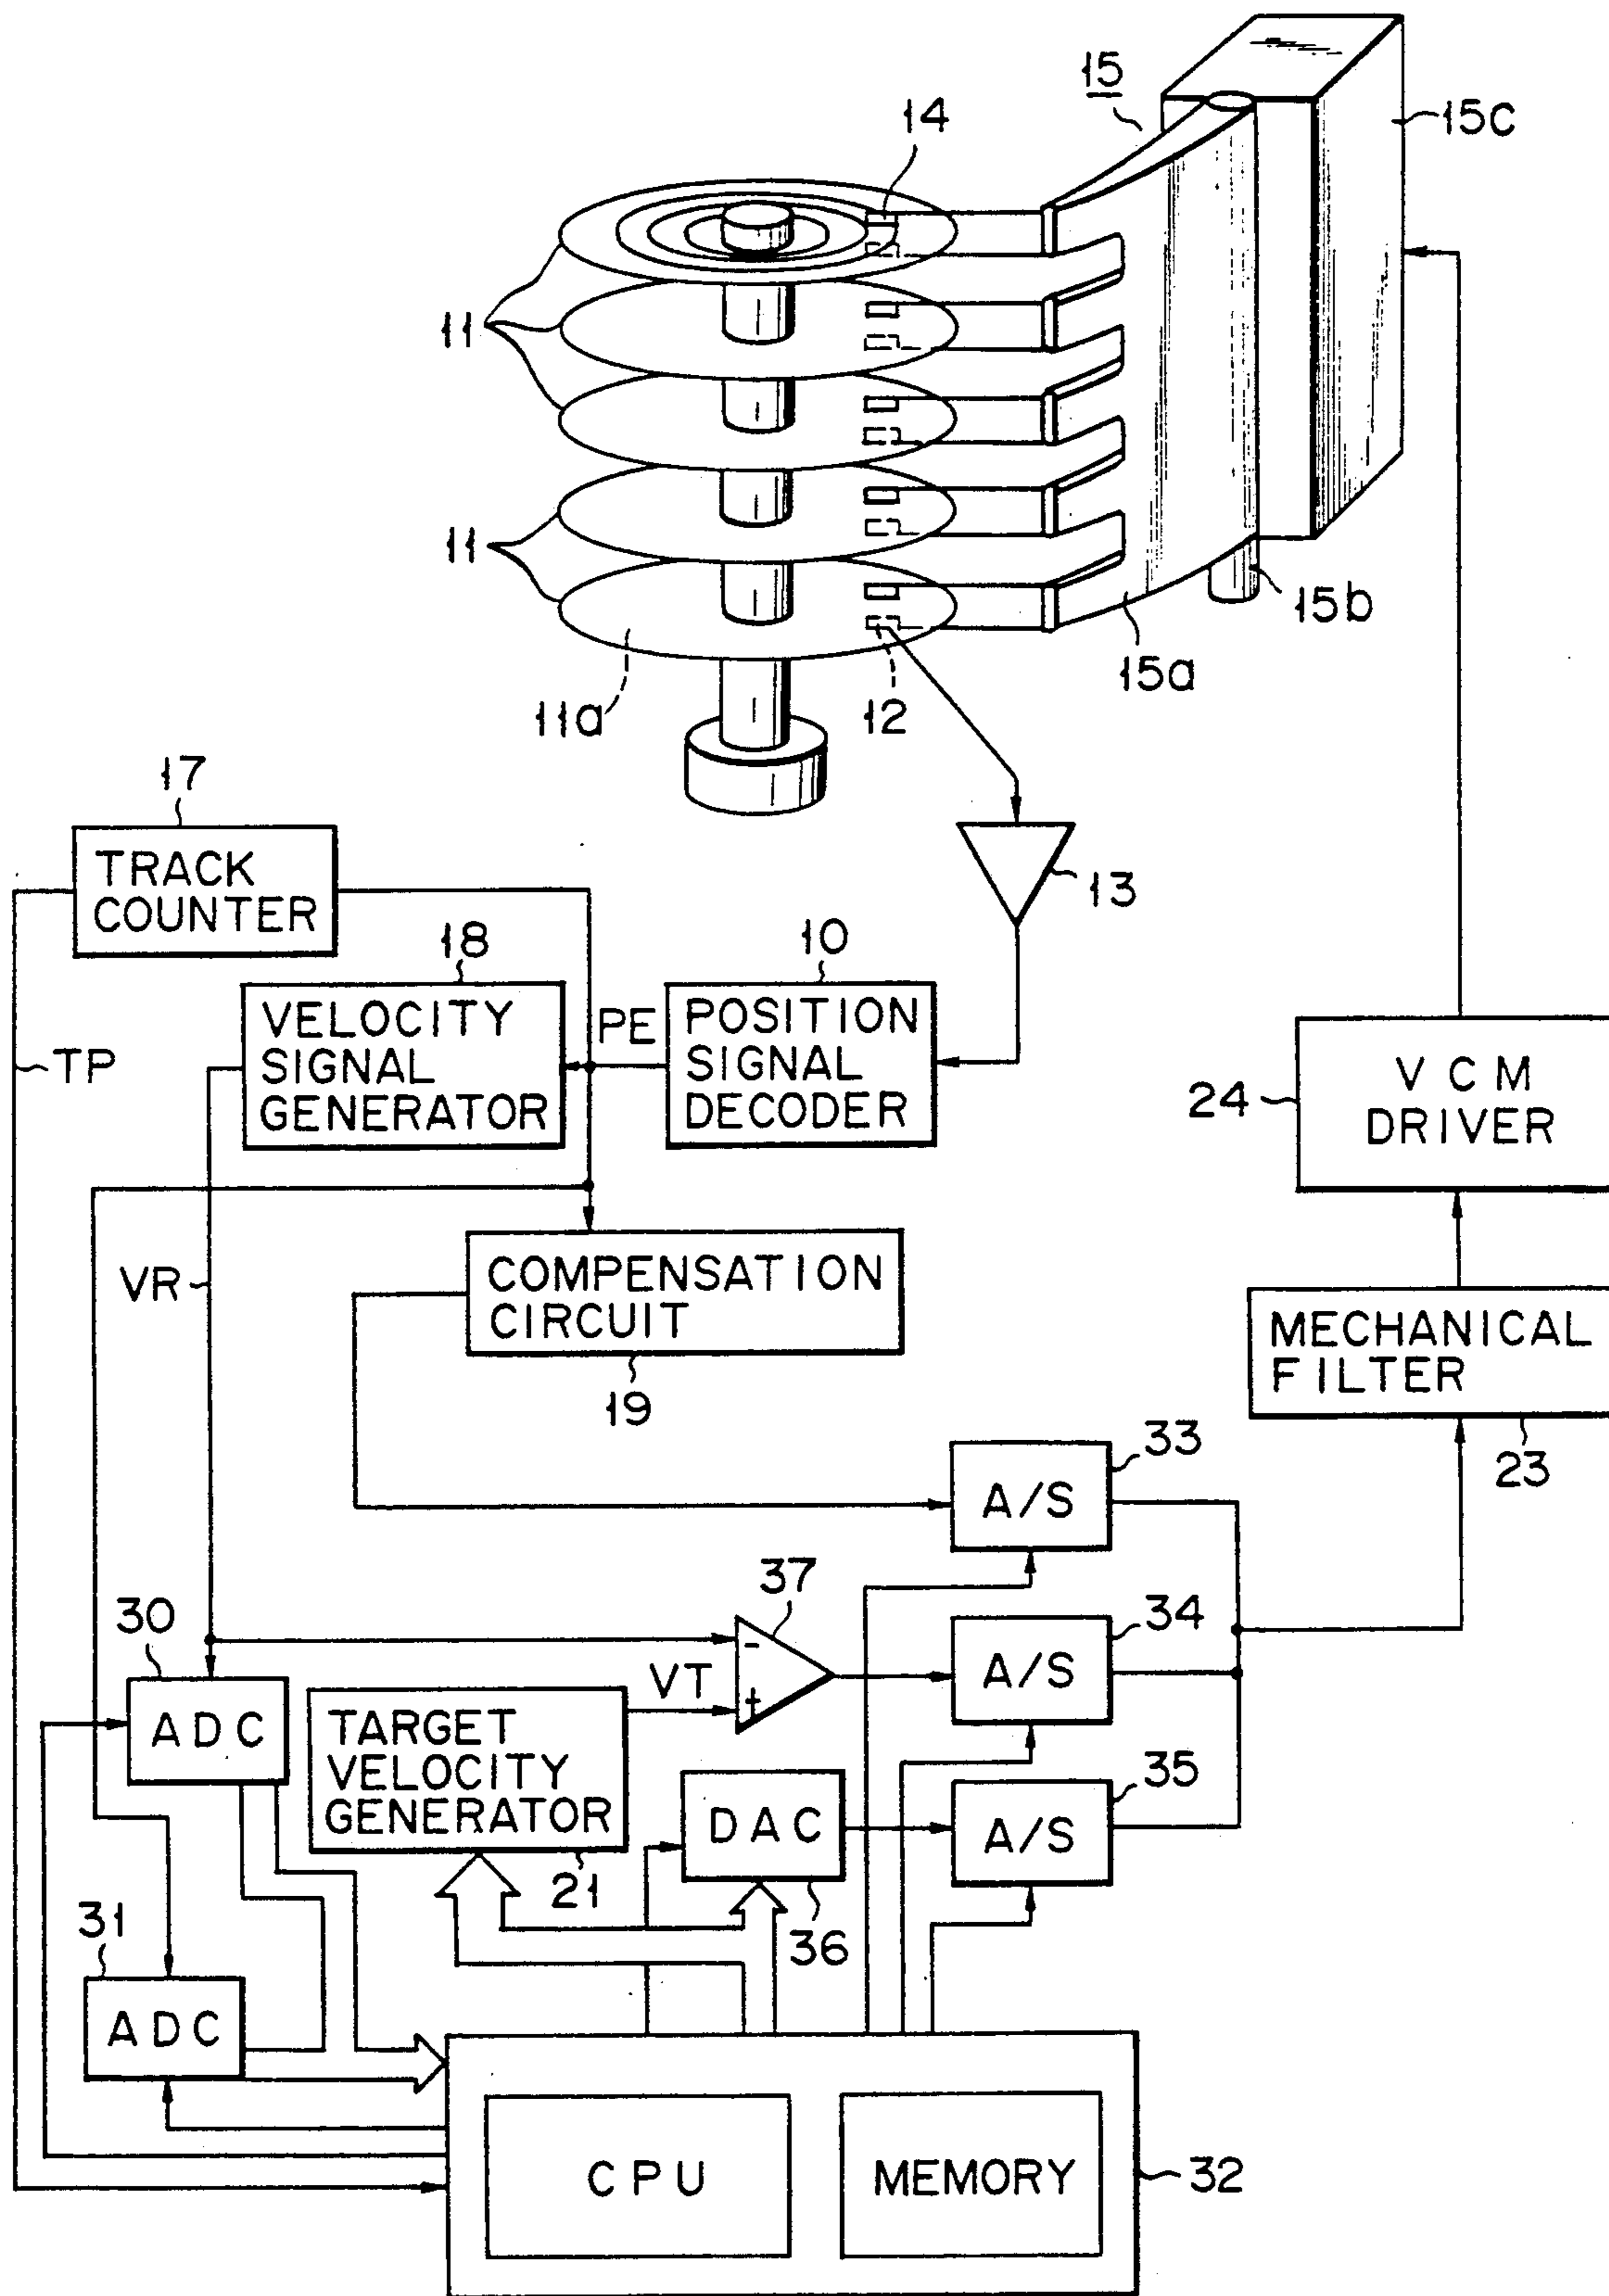 15
14
15c
11
11
15b
15a
11a
12
17
TRACK
COUNTER
13
18
10
VELOCITY
SIGNAL
GENERATOR
PE
POSITION
SIGNAL
DECODER
TP
24
VCM
DRIVER
VR
COMPENSATION
CIRCUIT
19
MECHANICAL
FILTER
23
33
A/S
37
30
34
-
ADC
VT
+
A/S
TARGET
VELOCITY
GENERATOR
21
35
DAC
A/S
36
31
ADC
CPU
MEMORY
32